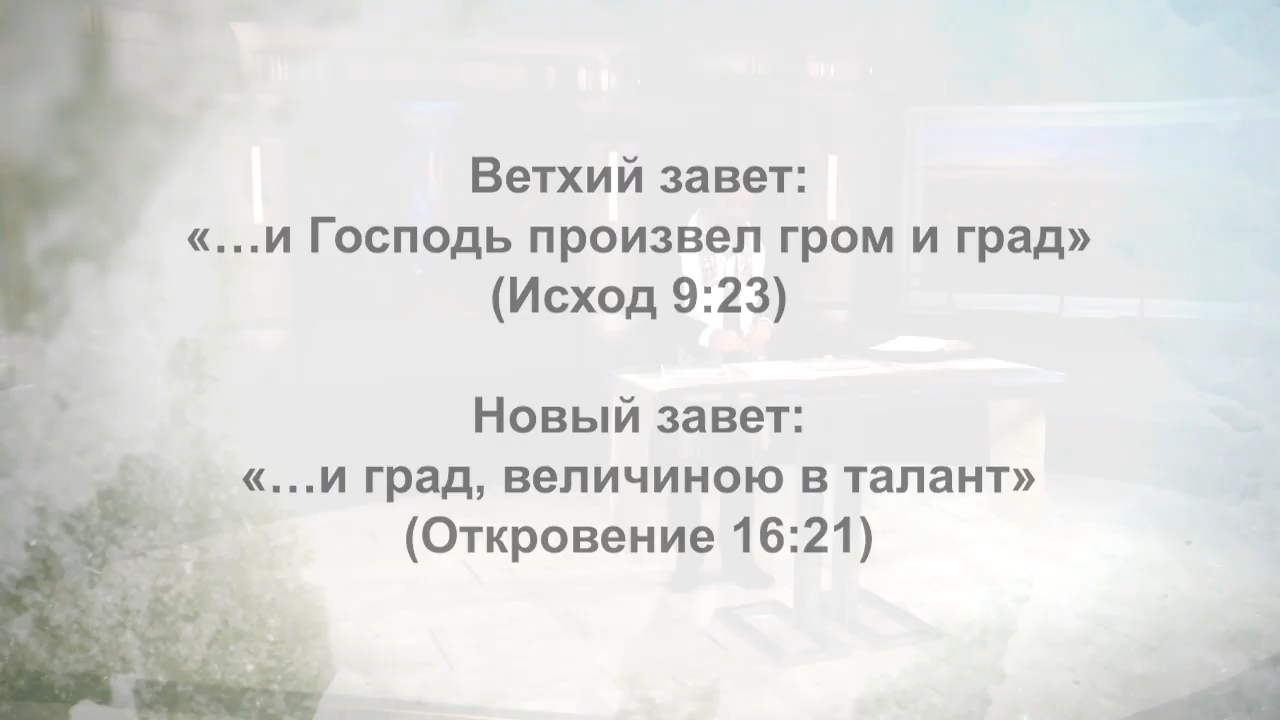 Ветхий завет:
«…и Господь произвел гром и град»
(Исход 9:23)
Новый завет:
«…и град, величиною в талант»
(Откровение 16:21)